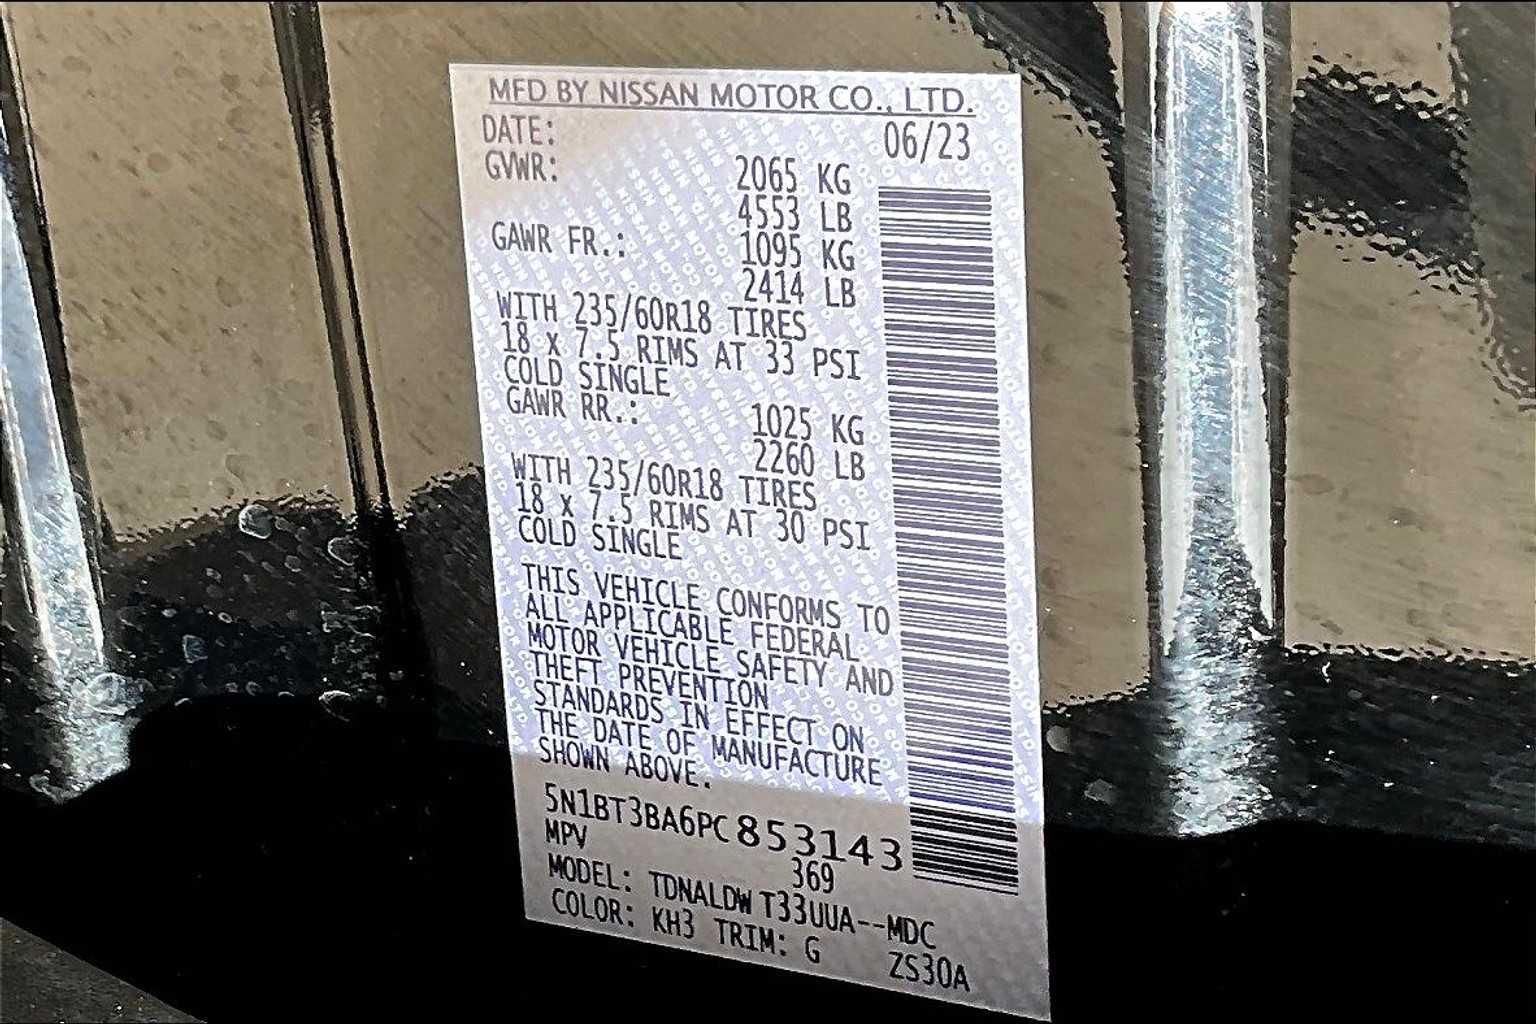 MFD BY NISSAN MOTOR CO., LTD.
DATE: 06/23
GVWR: 2065 KG
4553 LB
GAWR FR.: 1095 KG
2414 LB
WITH 235/60R18 TIRES
18 x 7.5 RIMS AT 33 PSI
COLD SINGLE
GAWR RR.: 1025 KG
2260 LB
WITH 235/60R18 TIRES
18 x 7.5 RIMS AT 30 PSI
COLD SINGLE
THIS VEHICLE CONFORMS TO
ALL APPLICABLE FEDERAL
MOTOR VEHICLE SAFETY AND
THEFT PREVENTION
STANDARDS IN EFFECT ON
THE DATE OF MANUFACTURE
SHOWN ABOVE.
5N1BT3BA6PC853143
MPV 369
MODEL: TDNALDW T33UUA--MDC
COLOR: KH3 TRIM: G ZS30A